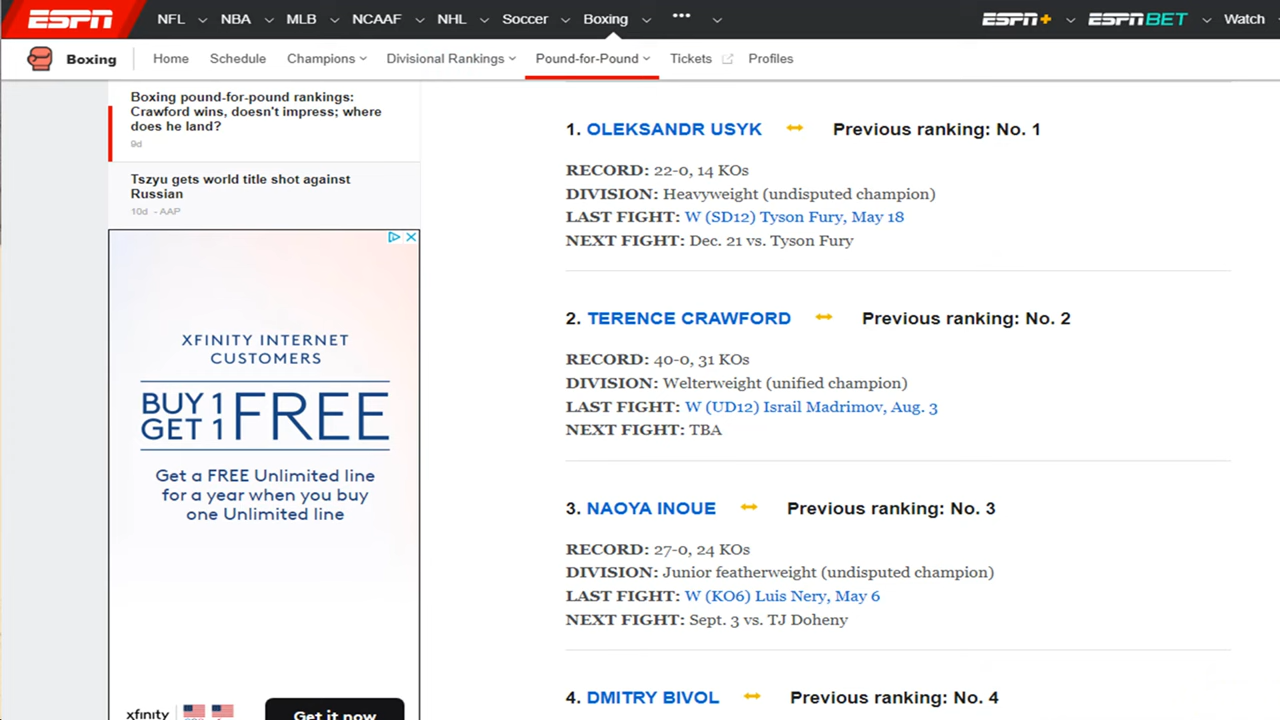 ESPN NFL NBA MLB NCAAF NHL Soccer Boxing ••• ESPN+ ESPN BET Watch
Boxing Home Schedule Champions Divisional Rankings Pound-for-Pound Tickets Profiles
Boxing pound-for-pound rankings:
Crawford wins, doesn't impress; where
does he land?
9d
Tszyu gets world title shot against
Russian
10d - AAP
XFINITY INTERNET
CUSTOMERS
BUY 1
GET 1 FREE
Get a FREE Unlimited line
for a year when you buy
one Unlimited line
xfinity
Get it now
1. OLEKSANDR USYK Previous ranking: No. 1
RECORD: 22-0, 14 KOs
DIVISION: Heavyweight (undisputed champion)
LAST FIGHT: W (SD12) Tyson Fury, May 18
NEXT FIGHT: Dec. 21 vs. Tyson Fury
2. TERENCE CRAWFORD Previous ranking: No. 2
RECORD: 40-0, 31 KOs
DIVISION: Welterweight (unified champion)
LAST FIGHT: W (UD12) Israil Madrimov, Aug. 3
NEXT FIGHT: TBA
3. NAOYA INOUE Previous ranking: No. 3
RECORD: 27-0, 24 KOs
DIVISION: Junior featherweight (undisputed champion)
LAST FIGHT: W (KO6) Luis Nery, May 6
NEXT FIGHT: Sept. 3 vs. TJ Doheny
4. DMITRY BIVOL Previous ranking: No. 4